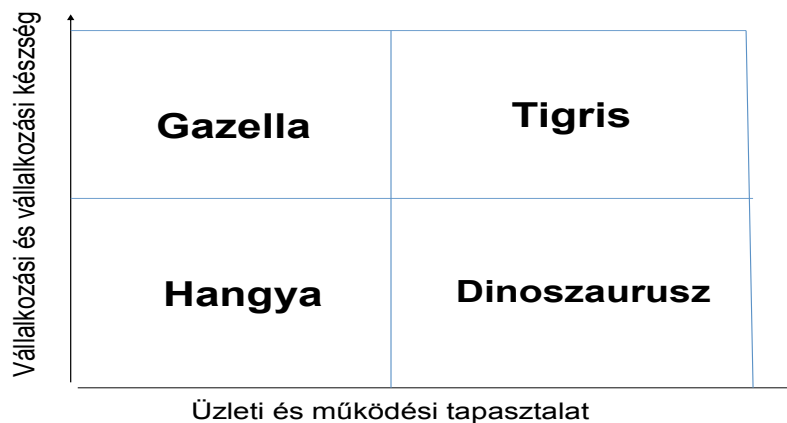 Vállalkozási és vállalkozási készség
Gazella
Tigris
Hangya
Dinoszaurusz
Üzleti és működési tapasztalat